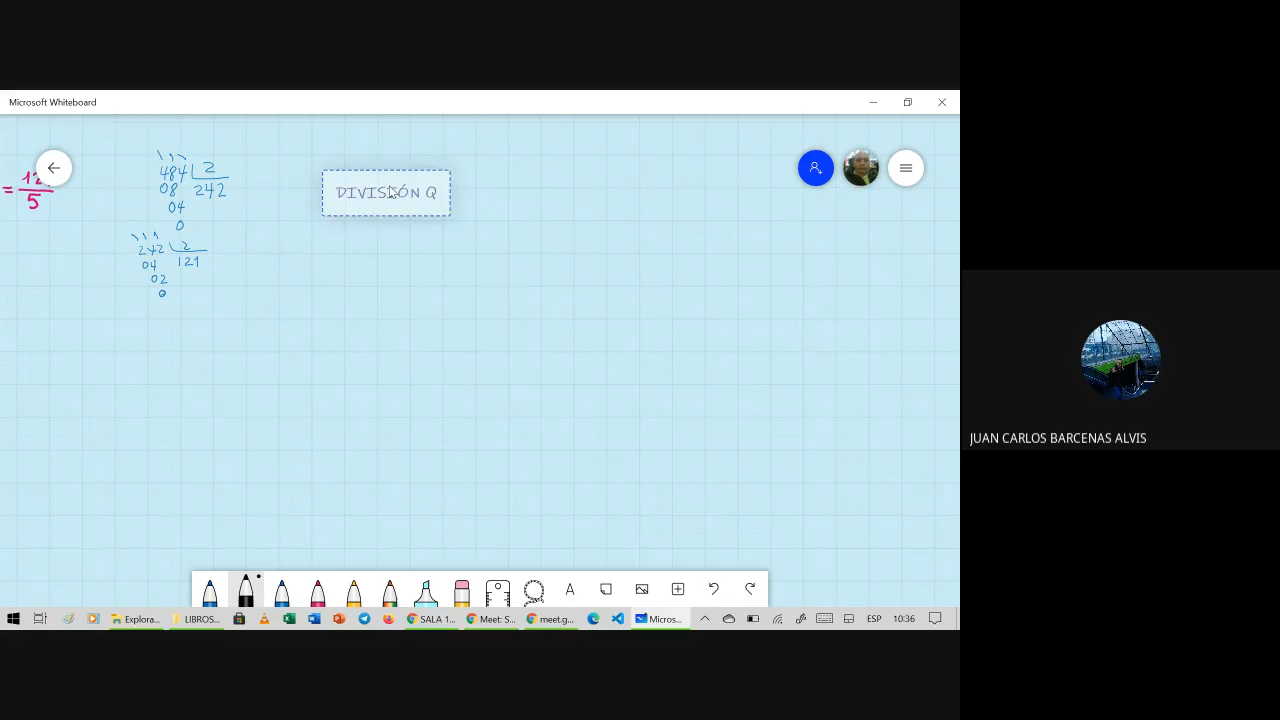 Microsoft Whiteboard
= 12
5
484 2
08 242
04
0
242 2
04 121
02
0
DIVISIÓN Q
JUAN CARLOS BARCENAS ALVIS
A
Explora...
LIBROS...
SALA 1...
Meet: S...
meet.g...
Micros...
ESP
10:36